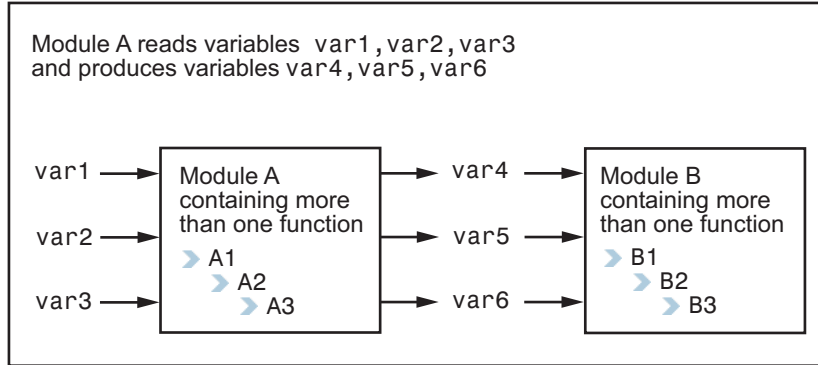 Module A reads variables var1,var2,var3
and produces variables var4,var5,var6
var1
var2
var3
Module A
containing more
than one function
A1
A2
A3
var4
var5
var6
Module B
containing more
than one function
B1
B2
B3